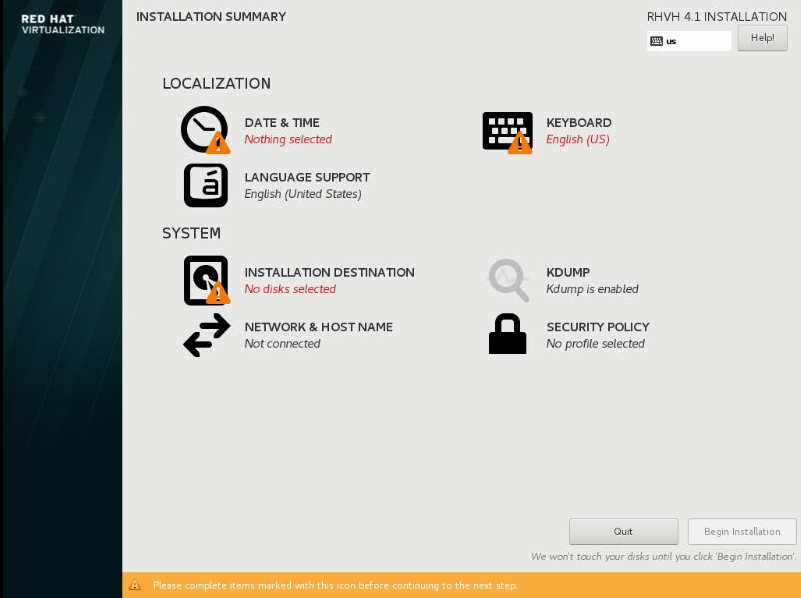 RED HAT
VIRTUALIZATION
INSTALLATION SUMMARY
RHVH 4.1 INSTALLATION
us
Help!
LOCALIZATION
DATE & TIME
Nothing selected
KEYBOARD
English (US)
á
LANGUAGE SUPPORT
English (United States)
SYSTEM
INSTALLATION DESTINATION
No disks selected
KDUMP
Kdump is enabled
NETWORK & HOST NAME
Not connected
SECURITY POLICY
No profile selected
Quit
Begin Installation
We won't touch your disks until you click 'Begin Installation'.
Please complete items marked with this icon before continuing to the next step.